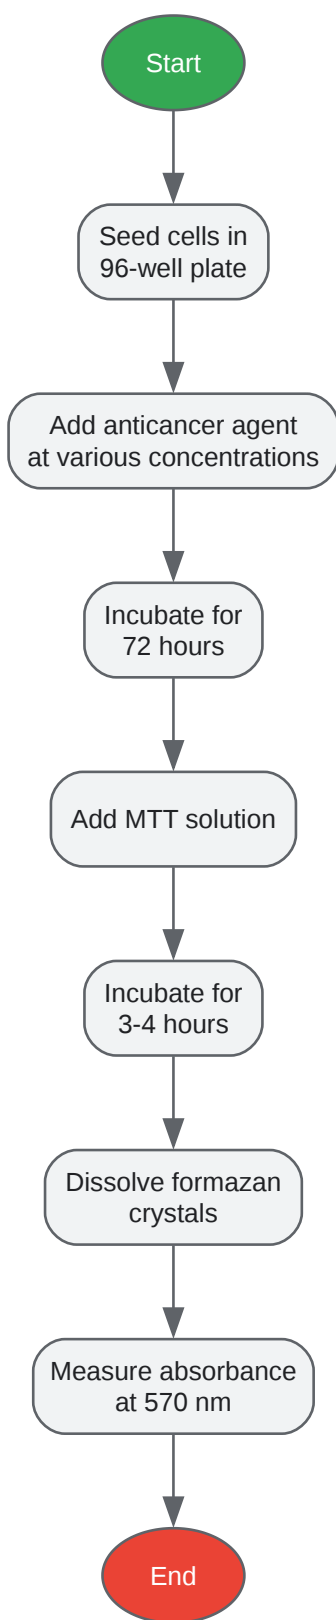 Start
Seed cells in
96-well plate
Add anticancer agent
at various concentrations
Incubate for
72 hours
Add MTT solution
Incubate for
3-4 hours
Dissolve formazan
crystals
Measure absorbance
at 570 nm
End